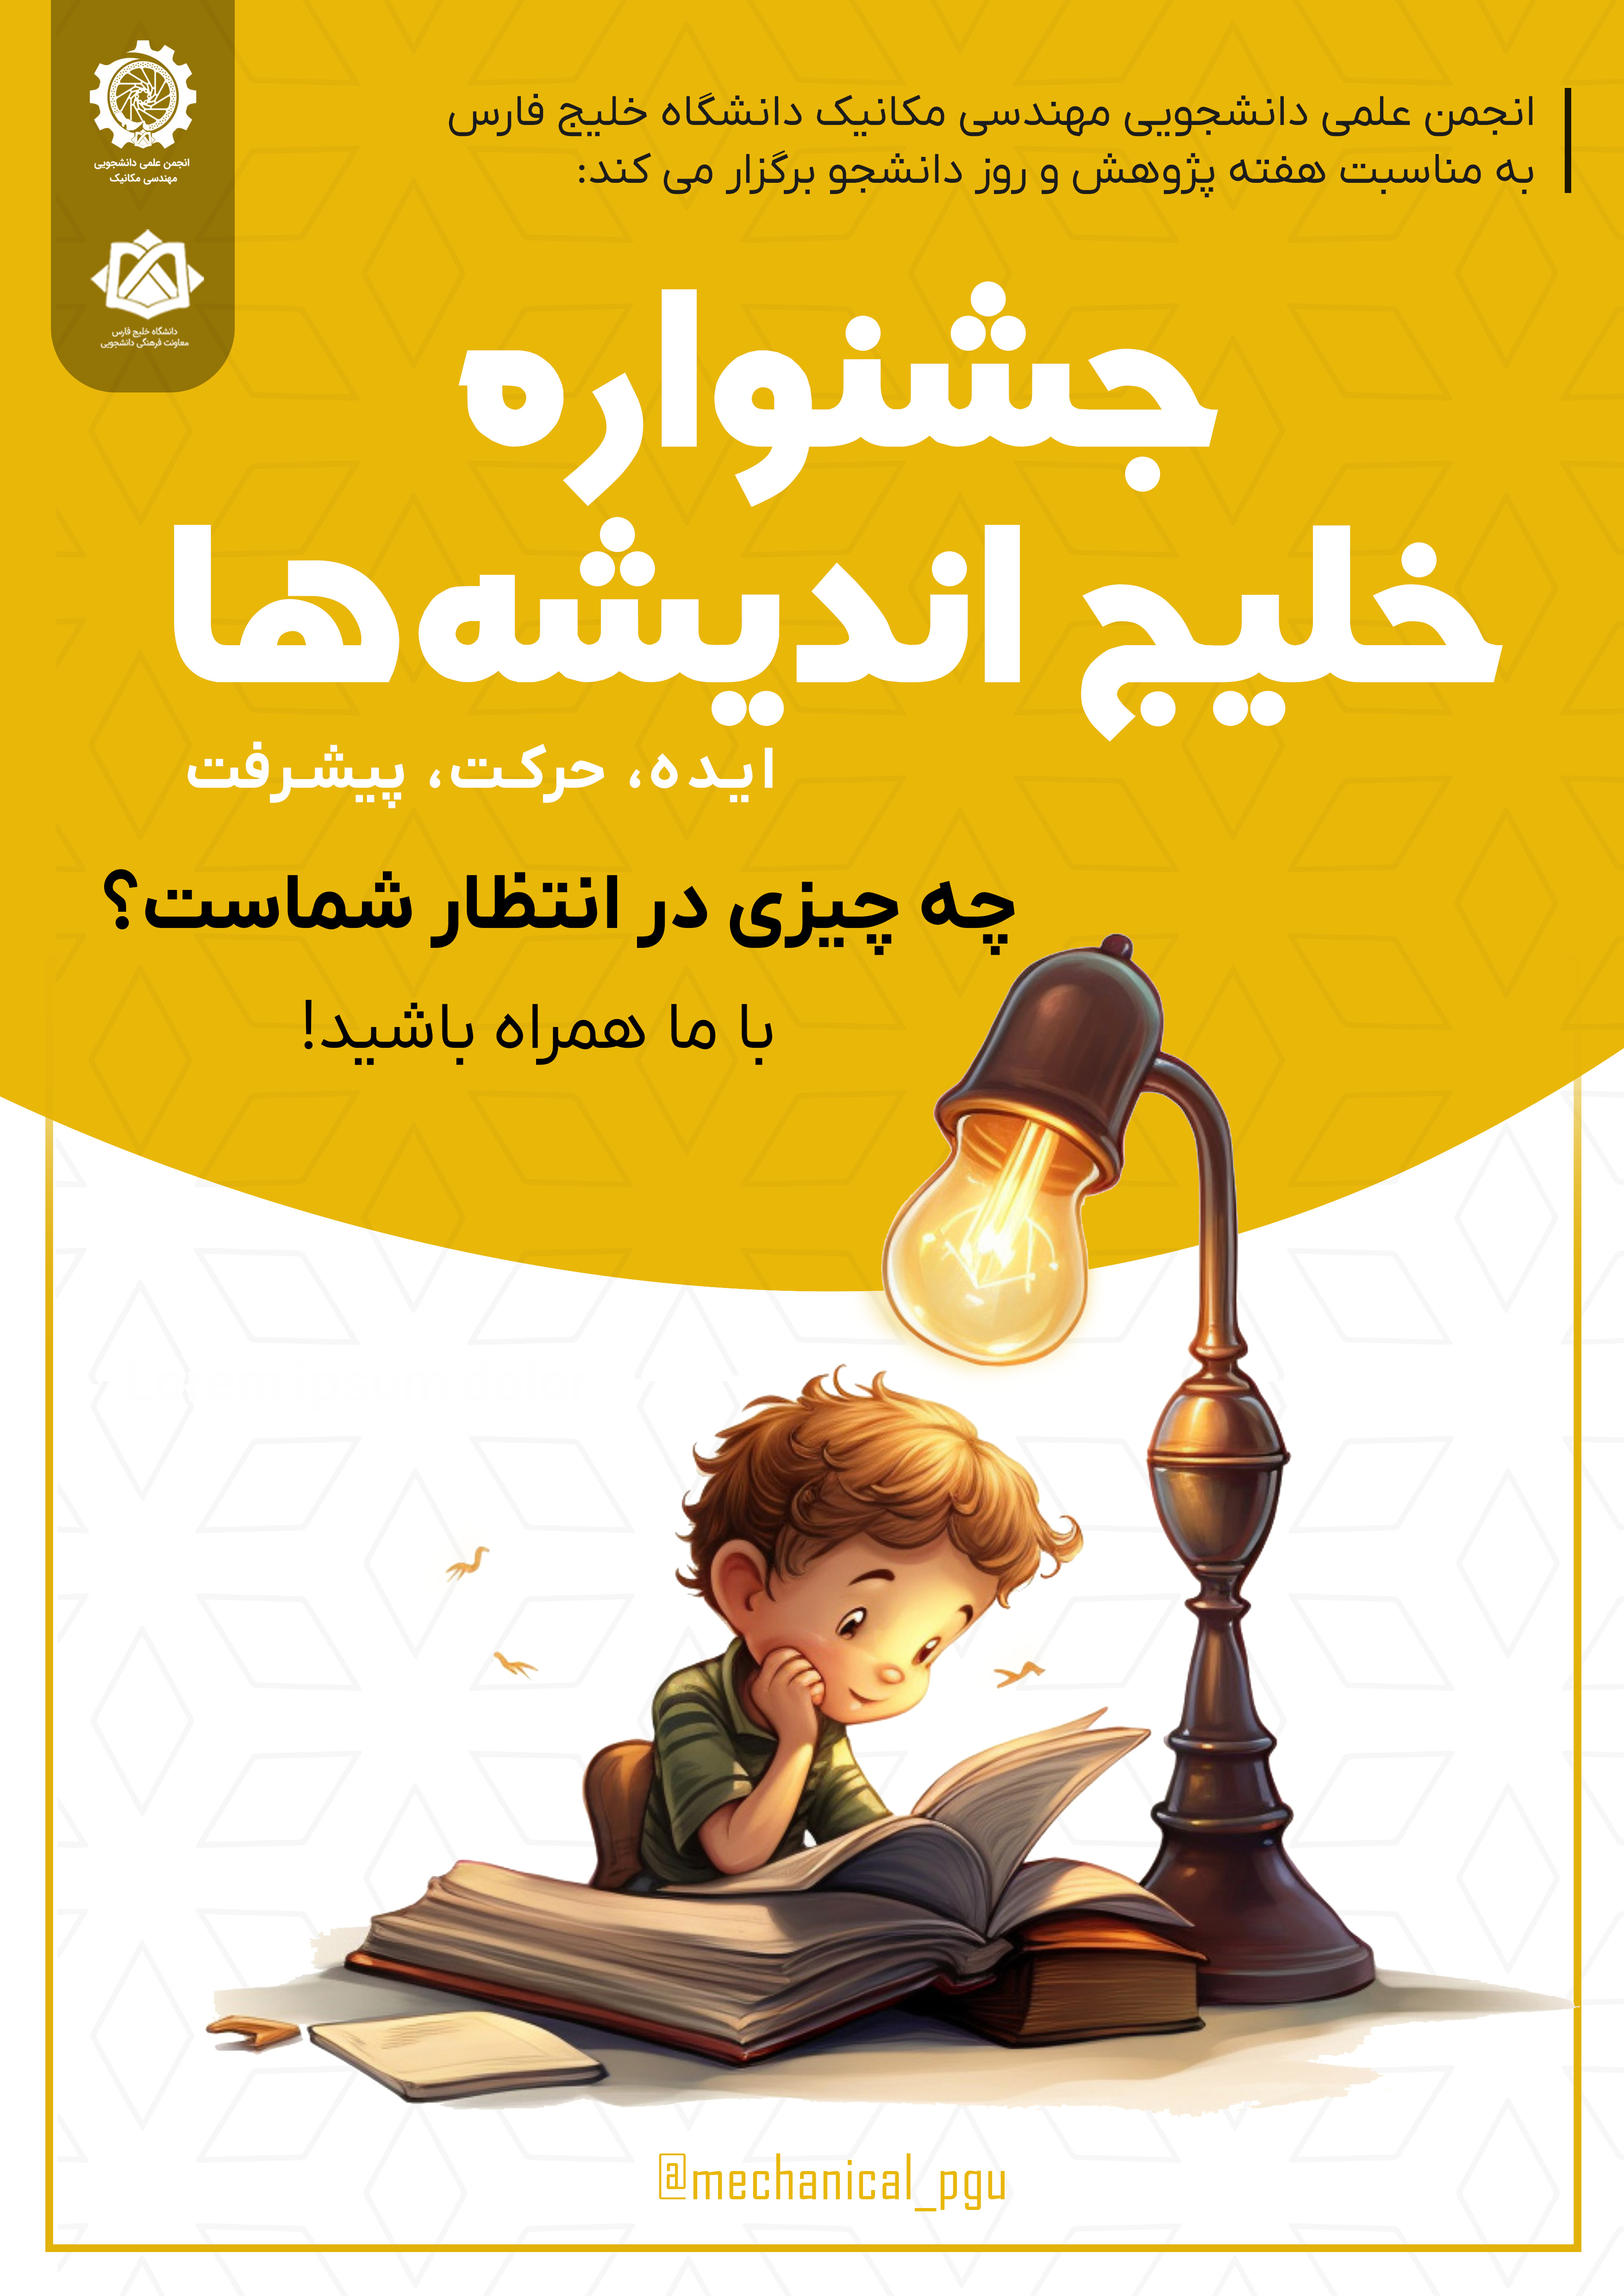 انجمن علمی دانشجویی مهندسی مکانیک دانشگاه خلیج فارس
به مناسبت هفته پژوهش و روز دانشجو برگزار می کند:
انجمن علمی دانشجویی
مهندسی مکانیک
دانشگاه خلیج فارس
معاونت فرهنگی دانشجویی
جشنواره
خلیج اندیشه‌ها
ایده، حرکت، پیشرفت
چه چیزی در انتظار شماست؟
با ما همراه باشید!
@mechanical_pgu